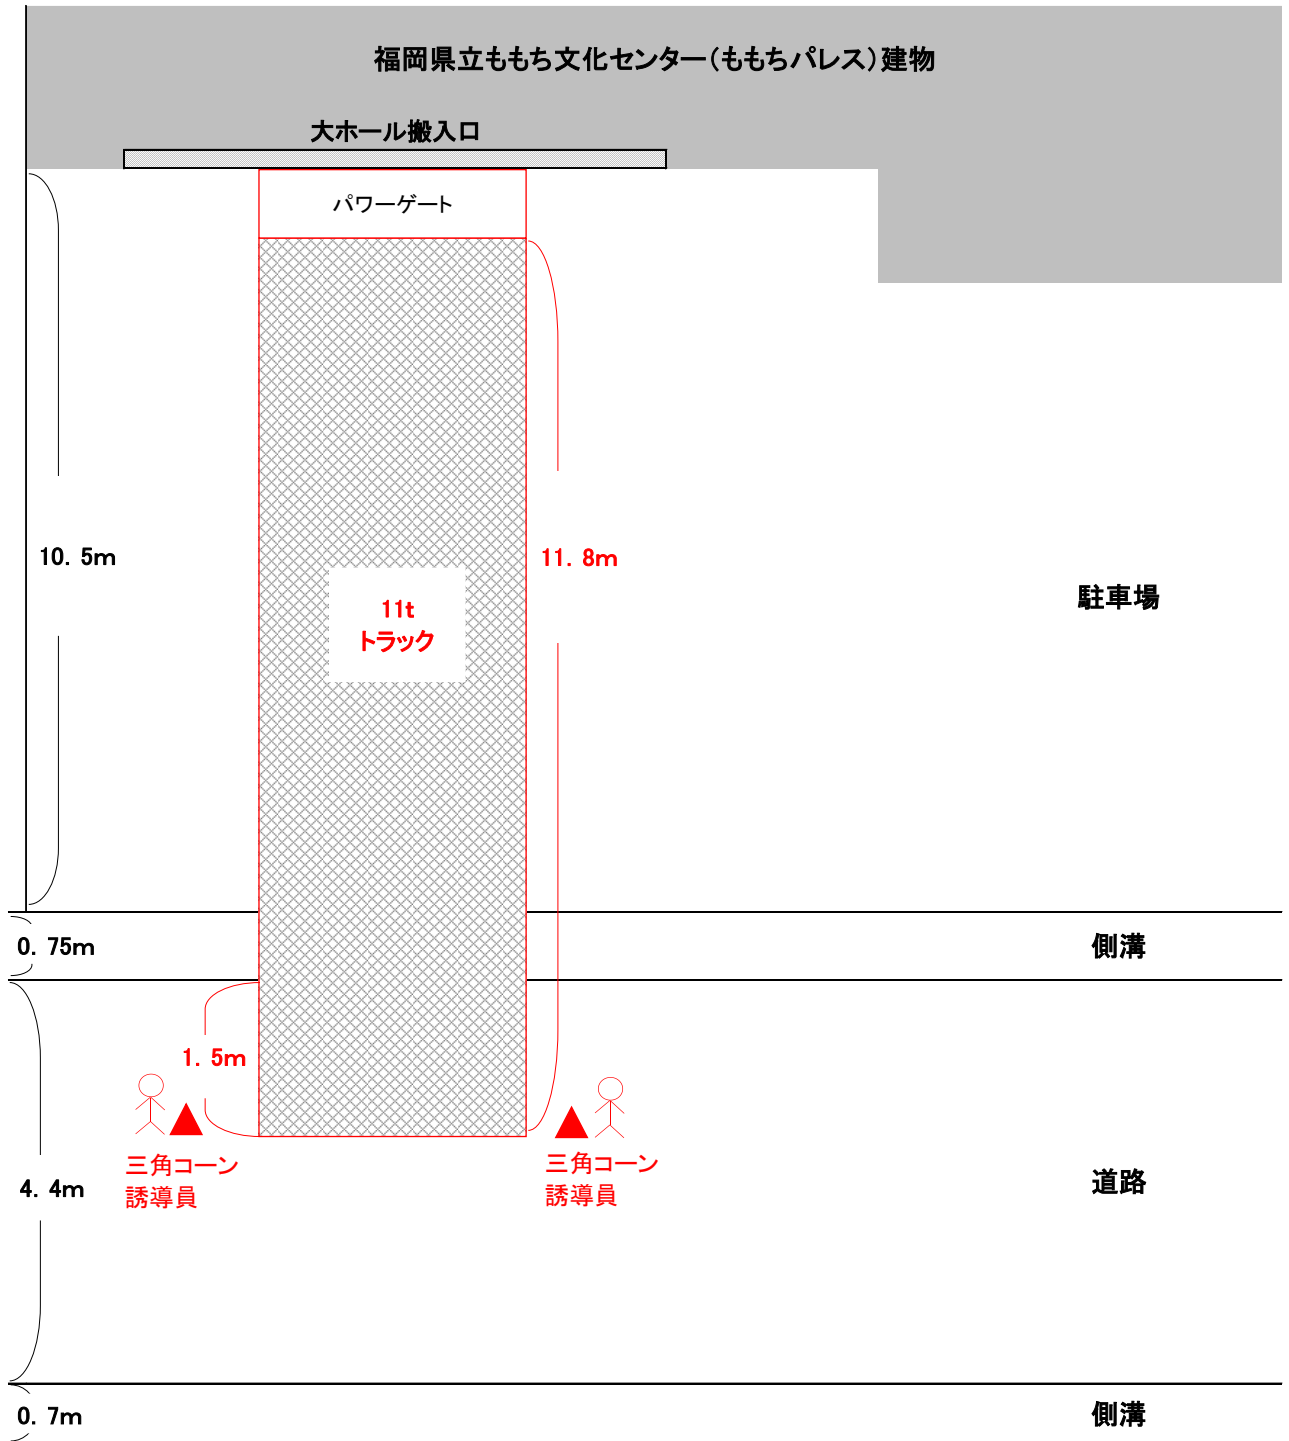 福岡県立ももち文化センター(ももちパレス)建物
大ホール搬入口
パワーゲート
10. 5m
11. 8m
11t
トラック
駐車場
0. 75m
側溝
1. 5m
三角コーン
誘導員
三角コーン
誘導員
4. 4m
道路
0. 7m
側溝